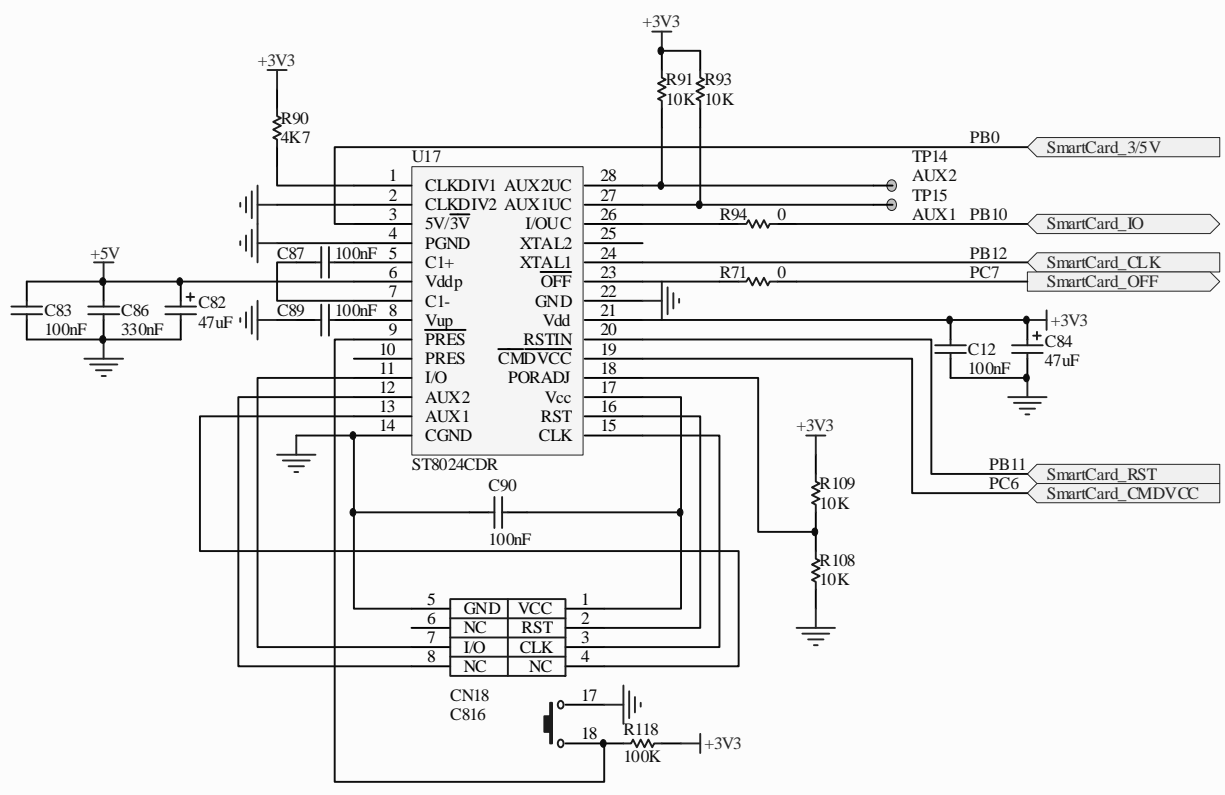 +3V3
+3V3
R91
10K
R93
10K
R90
4K7
PB0
SmartCard_3/5V
U17
TP14
AUX2
TP15
AUX1
1
CLKDIV1
AUX2UC
28
2
CLKDIV2
AUX1UC
27
3
5V/3V
I/OUC
26
R94
0
PB10
SmartCard_IO
4
PGND
XTAL2
25
C87
100nF
5
C1+
XTAL1
24
PB12
SmartCard_CLK
+5V
6
Vddp
OFF
23
R71
0
PC7
SmartCard_OFF
7
C1-
GND
22
C83
100nF
C86
330nF
+
C82
47uF
C89
100nF
8
Vup
Vdd
21
+3V3
9
PRES
RSTIN
20
10
PRES
CMDVCC
19
C12
100nF
+
C84
47uF
11
I/O
PORADJ
18
12
AUX2
Vcc
17
13
AUX1
RST
16
14
CGND
CLK
15
ST8024CDR
+3V3
PB11
SmartCard_RST
PC6
SmartCard_CMDVCC
C90
100nF
R109
10K
R108
10K
5
GND
VCC
1
6
NC
RST
2
7
I/O
CLK
3
8
NC
NC
4
CN18
C816
17
18
R118
100K
+3V3